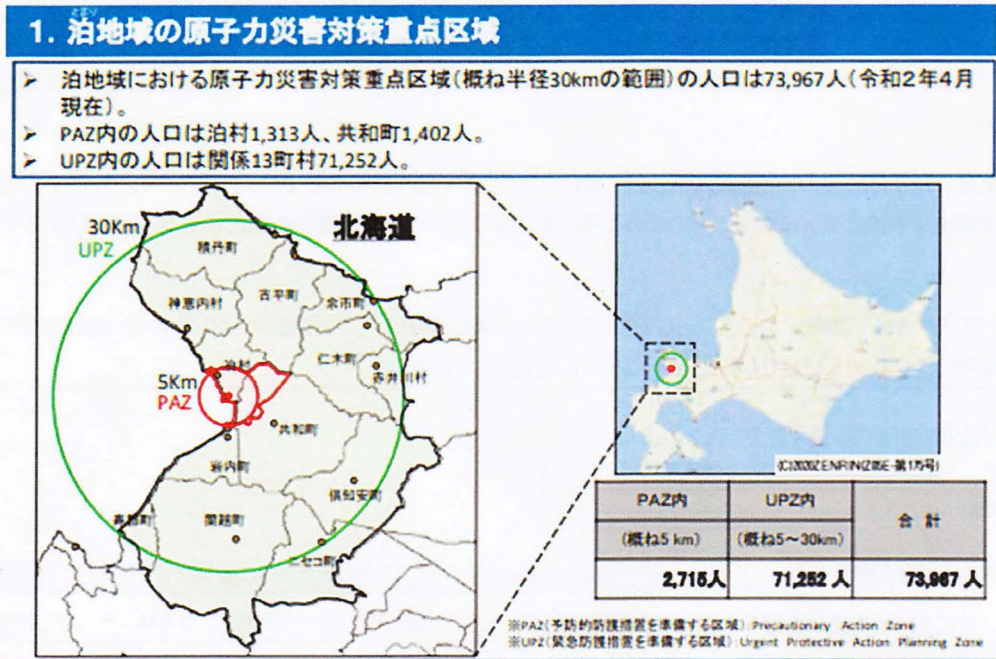 とまり
1. 泊地域の原子力災害対策重点区域
➢ 泊地域における原子力災害対策重点区域(概ね半径30kmの範囲)の人口は73,967人(令和2年4月
現在)。
➢ PAZ内の人口は泊村1,313人、共和町1,402人。
➢ UPZ内の人口は関係13町村71,252人。
30Km
UPZ
北海道
積丹町
古平町
余市町
神恵内村
仁木町
泊村
赤井川村
5Km
PAZ
共和町
岩内町
倶知安町
寿都町
蘭越町
ニセコ町
(C)2020ZENRIN(Z05E-第175号)
PAZ内 UPZ内 合 計
(概ね5 km) (概ね5~30km)
2,715人 71,252 人 73,967 人
※PAZ(予防的防護措置を準備する区域):Precautionary Action Zone
※UPZ(緊急防護措置を準備する区域):Urgent Protective Action Planning Zone